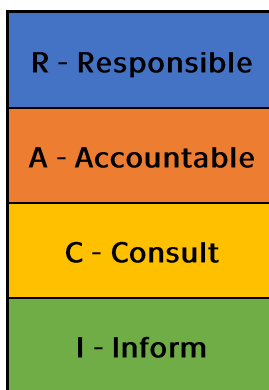 R - Responsible
A - Accountable
C - Consult
I - Inform